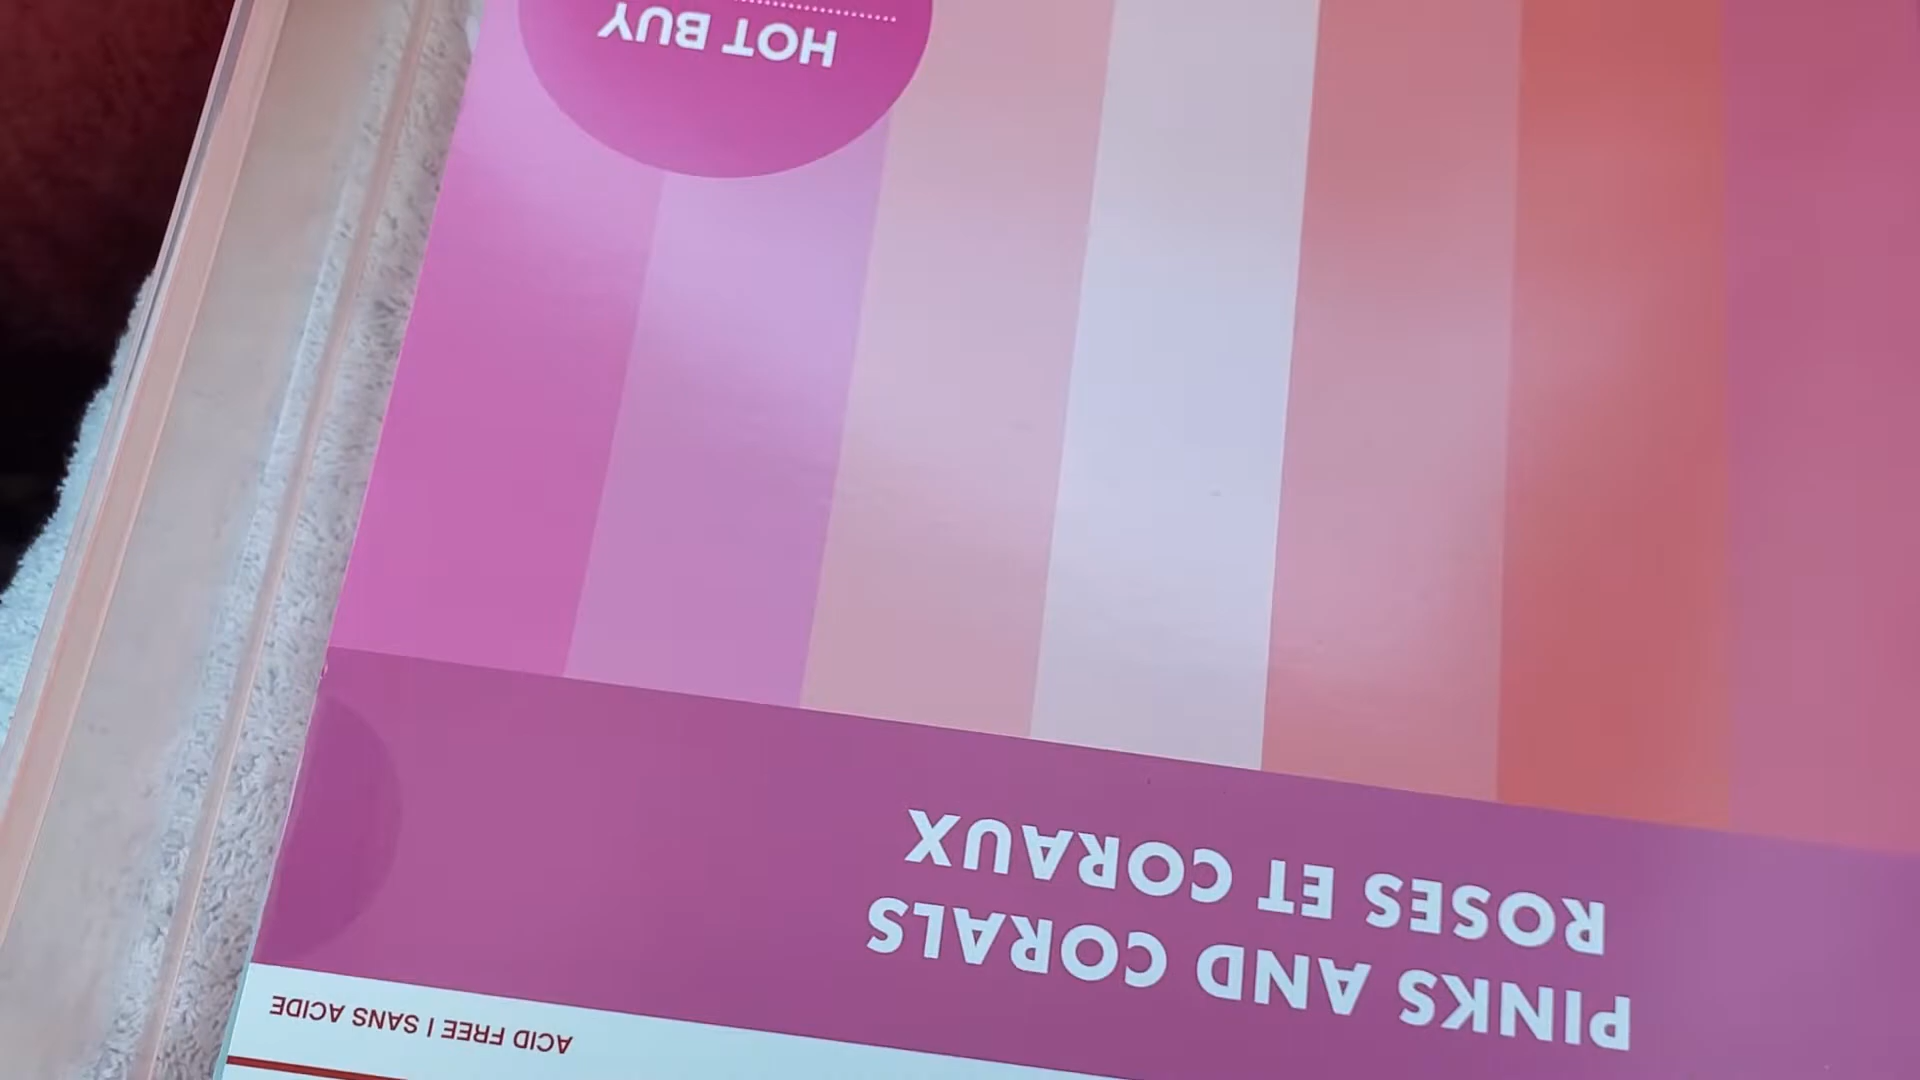 ACID FREE | SANS ACIDE
PINKS AND CORALS
ROSES ET CORAUX
HOT BUY